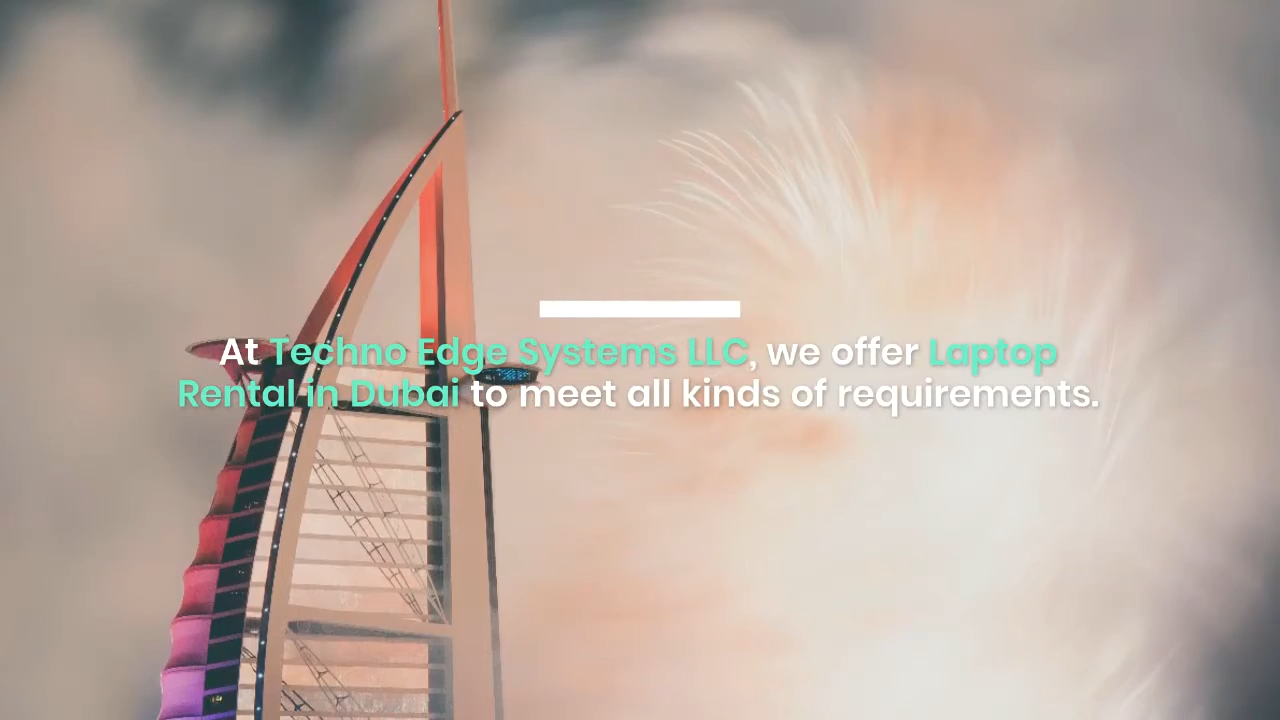 At Techno Edge Systems LLC, we offer Laptop
Rental in Dubai to meet all kinds of requirements.